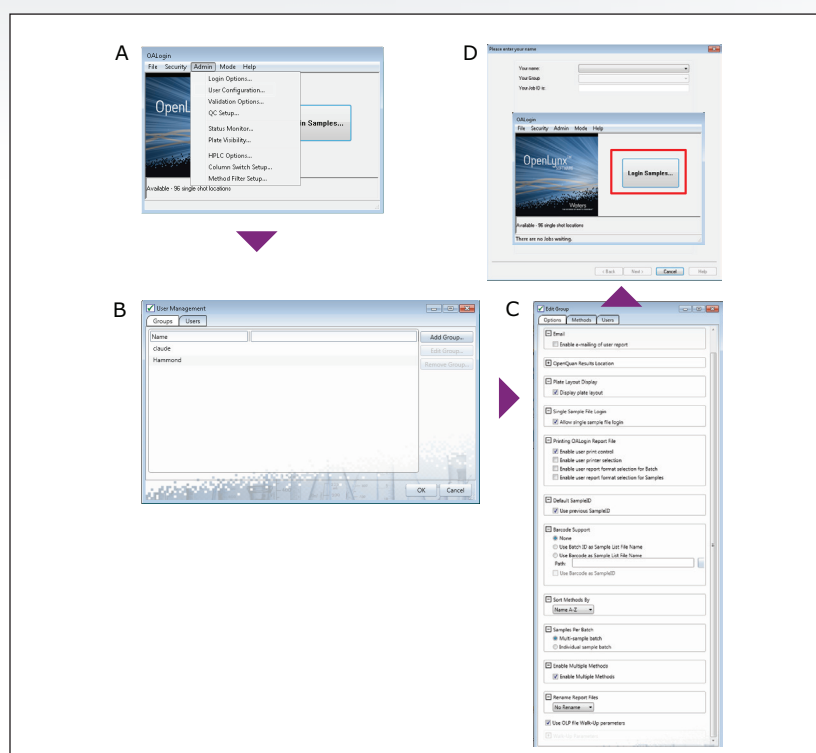 A
OALogin
File Security Admin Mode Help
Login Options...
User Configuration...
Validation Options...
QC Setup...
Status Monitor...
Plate Visibility...
HPLC Options...
Column Switch Setup...
Method Filter Setup...
OpenL
in Samples...
Available - 96 single shot locations
D
Please enter your name
Your name:
Your Group
Your Job ID is:
OALogin
File Security Admin Mode Help
OpenLynx
Login Samples...
Waters
Available - 96 single shot locations
There are no Jobs waiting.
< Back Next > Cancel Help
B
User Management
Groups Users
Name
claude
Hammond
Add Group...
Edit Group...
Remove Group...
OK Cancel
C
Edit Group
Options Methods Users
Email
Enable e-mailing of user report
OpenQuan Results Location
Plate Layout Display
Display plate layout
Single Sample File Login
Allow single sample file login
Printing OALogin Report File
Enable user print control
Enable user printer selection
Enable user report format selection for Batch
Enable user report format selection for Samples
Default SampleID
Use previous SampleID
Barcode Support
None
Use Batch ID as Sample List File Name
Use Barcode as Sample List File Name
Path:
Use Barcode as SampleID
Sort Methods By
Name A-Z
Samples Per Batch
Multi-sample batch
Individual sample batch
Enable Multiple Methods
Enable Multiple Methods
Rename Report Files
No Rename
Use OLP file Walk-Up parameters